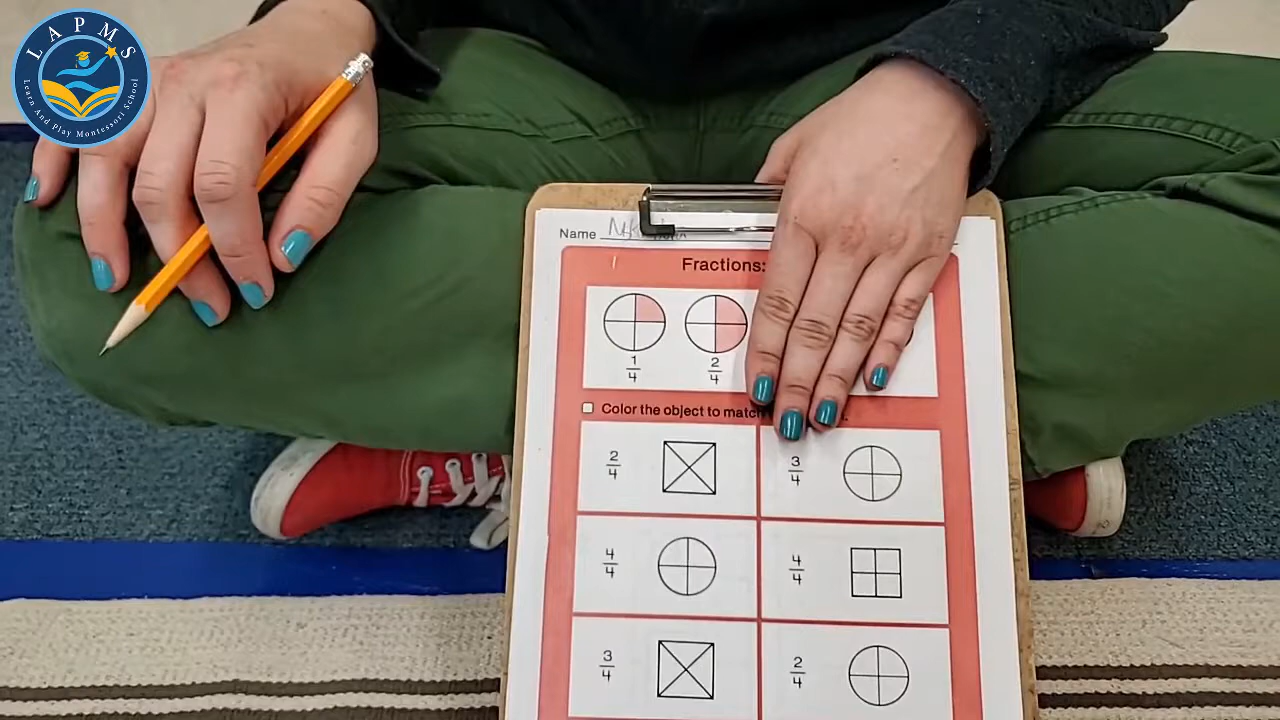 LAPMS
Learn And Play Montessori School
Name
Fractions:
1/4 2/4
Color the object to match
2/4 3/4
4/4 4/4
3/4 2/4